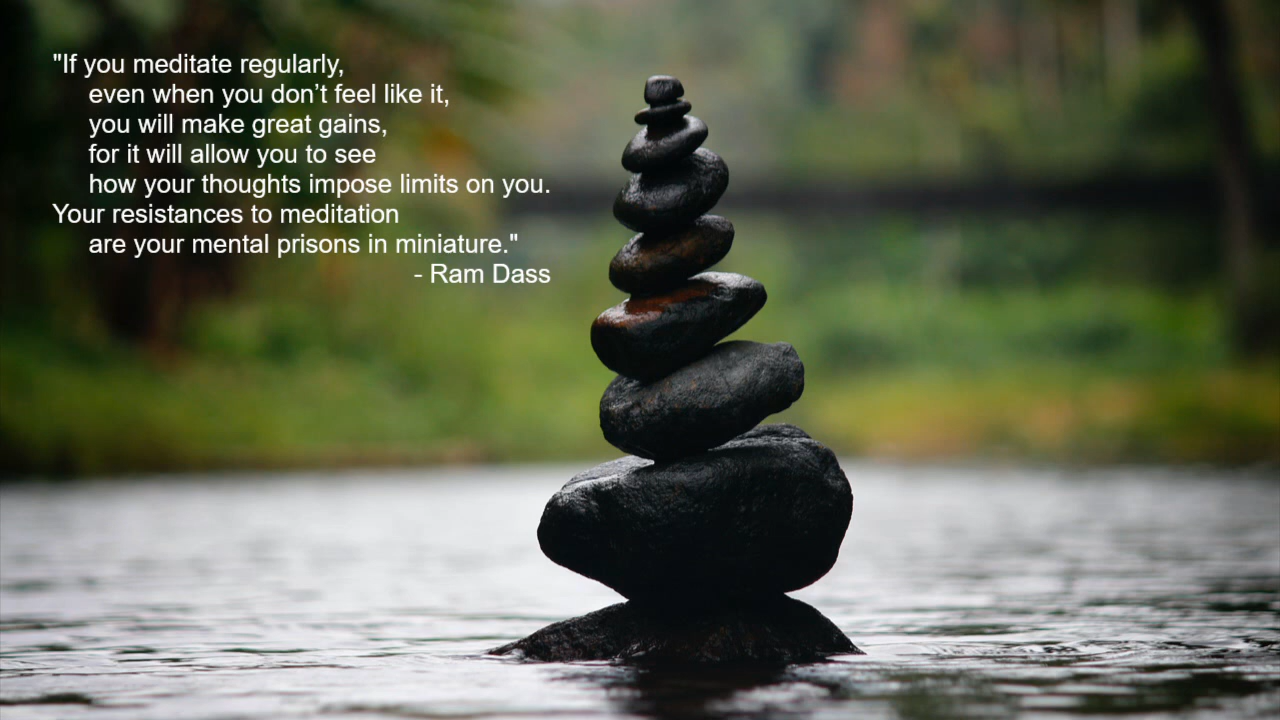 "If you meditate regularly,
even when you don’t feel like it,
you will make great gains,
for it will allow you to see
how your thoughts impose limits on you.
Your resistances to meditation
are your mental prisons in miniature."
- Ram Dass